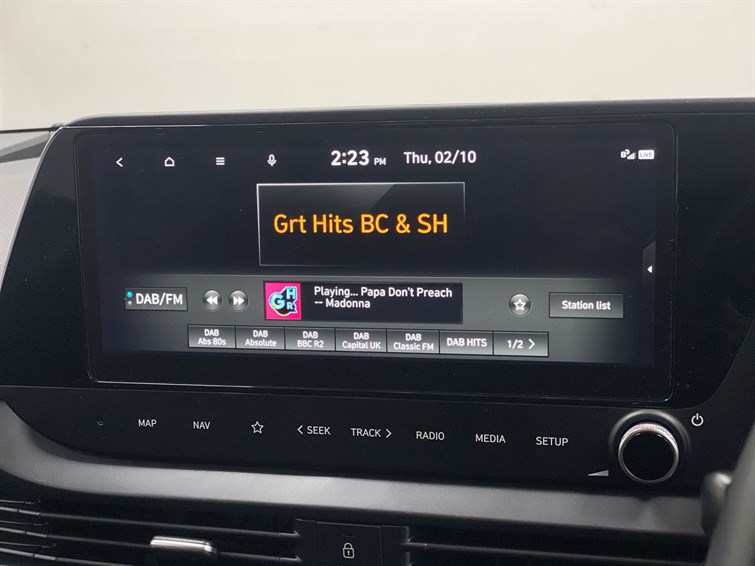 2:23 PM Thu, 02/10
LIVE
Grt Hits BC & SH
DAB/FM
GHR
Playing... Papa Don't Preach
-- Madonna
Station list
DAB
Abs 80s
DAB
Absolute
DAB
BBC R2
DAB
Capital UK
DAB
Classic FM
DAB HITS
1/2 >
MAP
NAV
< SEEK
TRACK >
RADIO
MEDIA
SETUP